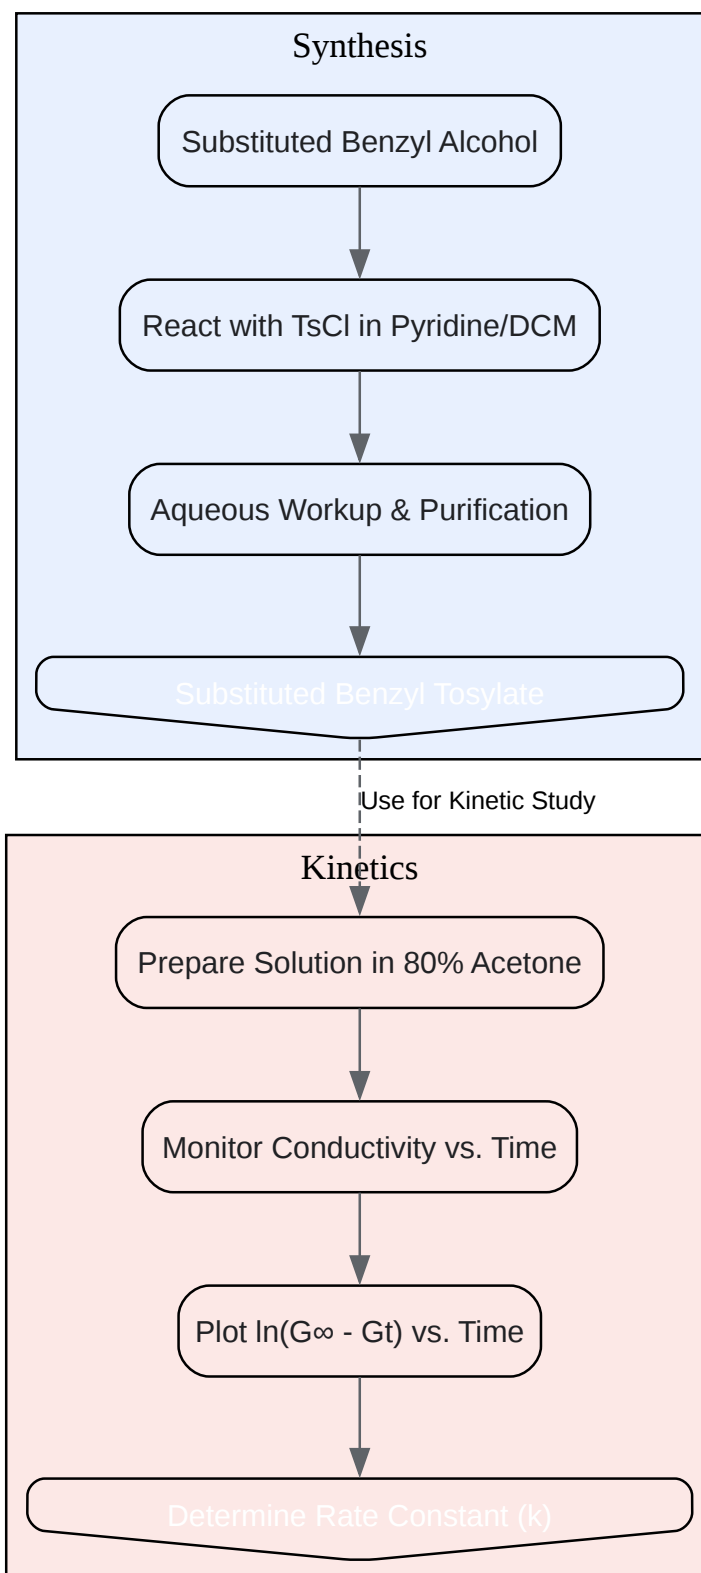 Synthesis
Substituted Benzyl Alcohol
React with TsCl in Pyridine/DCM
Aqueous Workup & Purification
Substituted Benzyl Tosylate
Use for Kinetic Study
Kinetics
Prepare Solution in 80% Acetone
Monitor Conductivity vs. Time
Plot ln(G∞ - Gt) vs. Time
Determine Rate Constant (k)